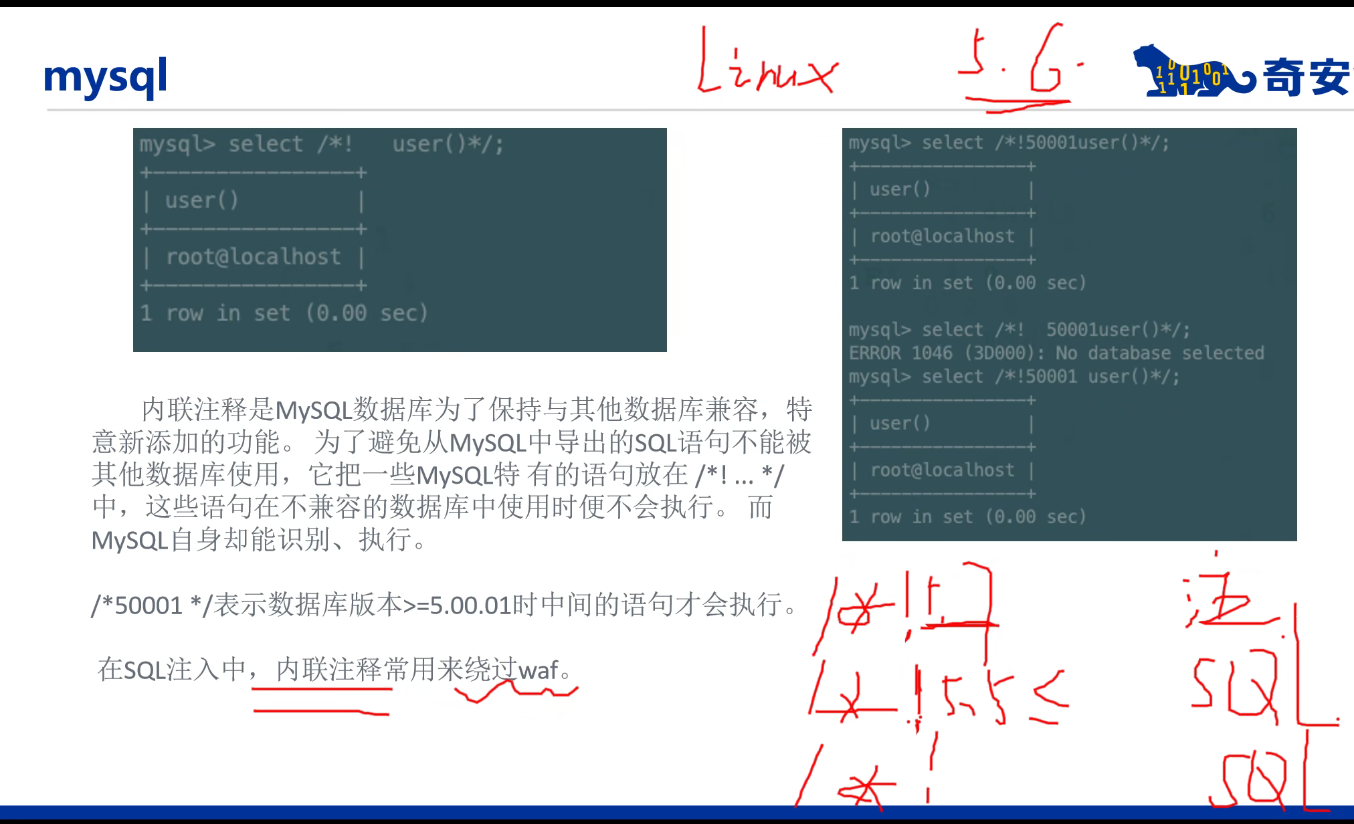 Linux 5.6.
mysql
奇安
mysql> select /*!   user()*/;
+----------------+
| user()         |
+----------------+
| root@localhost |
+----------------+
1 row in set (0.00 sec)
mysql> select /*!50001user()*/;
+----------------+
| user()         |
+----------------+
| root@localhost |
+----------------+
1 row in set (0.00 sec)
mysql> select /*!  50001user()*/;
ERROR 1046 (3D000): No database selected
mysql> select /*!50001 user()*/;
+----------------+
| user()         |
+----------------+
| root@localhost |
+----------------+
1 row in set (0.00 sec)
内联注释是MySQL数据库为了保持与其他数据库兼容，特
意新添加的功能。 为了避免从MySQL中导出的SQL语句不能被
其他数据库使用，它把一些MySQL特 有的语句放在 /*! ... */
中，这些语句在不兼容的数据库中使用时便不会执行。 而
MySQL自身却能识别、执行。
/*50001 */表示数据库版本>=5.00.01时中间的语句才会执行。
在SQL注入中，内联注释常用来绕过waf。
/*!5.7 注
/*!5.5≤ SQL
/*! SQL